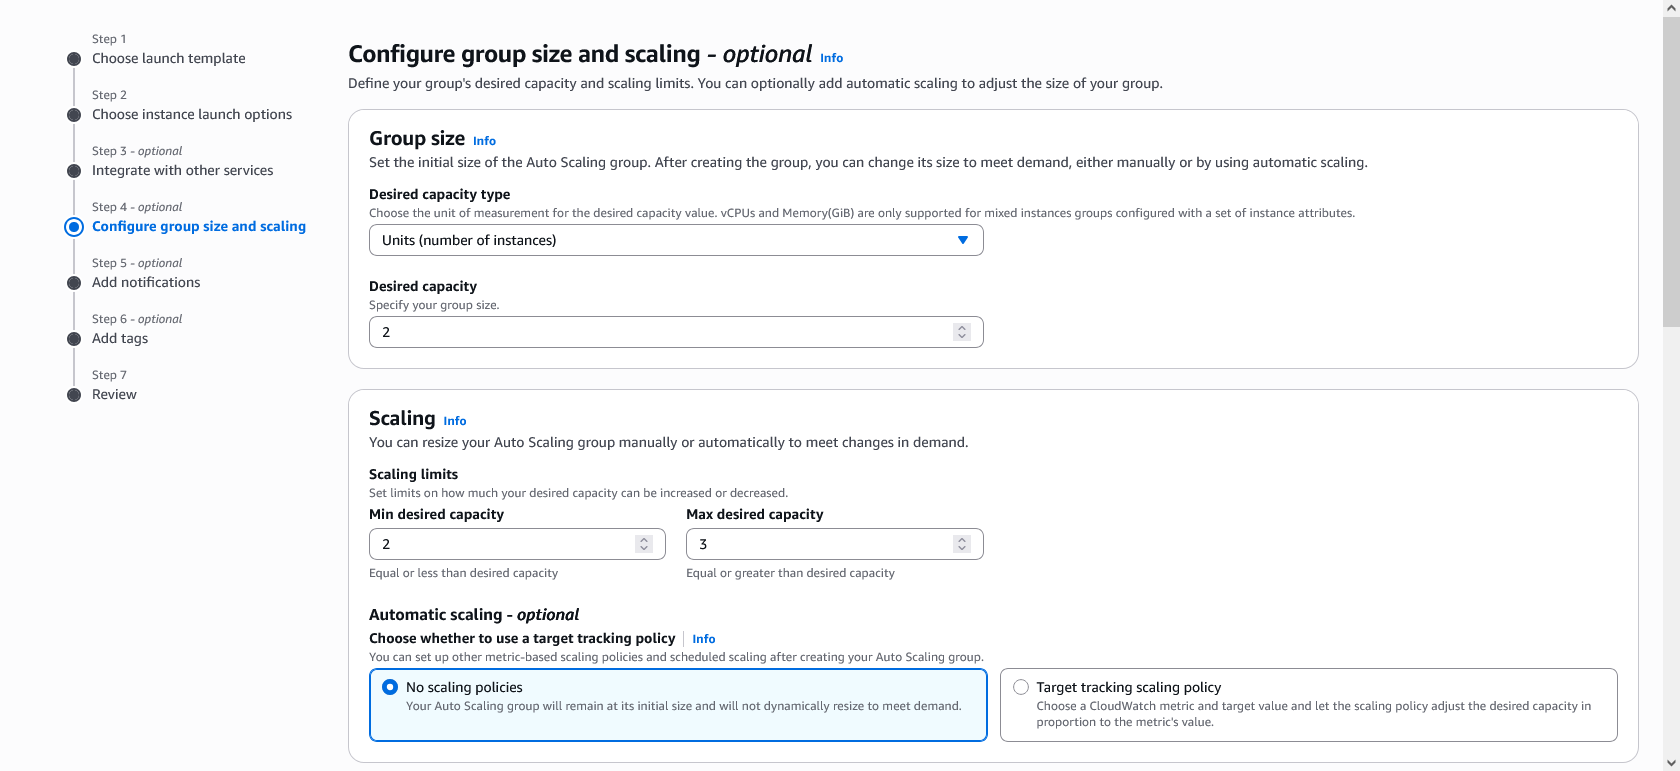 Step 1
Choose launch template
Step 2
Choose instance launch options
Step 3 - optional
Integrate with other services
Step 4 - optional
Configure group size and scaling
Step 5 - optional
Add notifications
Step 6 - optional
Add tags
Step 7
Review
Configure group size and scaling - optional Info
Define your group's desired capacity and scaling limits. You can optionally add automatic scaling to adjust the size of your group.
Group size Info
Set the initial size of the Auto Scaling group. After creating the group, you can change its size to meet demand, either manually or by using automatic scaling.
Desired capacity type
Choose the unit of measurement for the desired capacity value. vCPUs and Memory(GiB) are only supported for mixed instances groups configured with a set of instance attributes.
Units (number of instances)
Desired capacity
Specify your group size.
2
Scaling Info
You can resize your Auto Scaling group manually or automatically to meet changes in demand.
Scaling limits
Set limits on how much your desired capacity can be increased or decreased.
Min desired capacity
2
Equal or less than desired capacity
Max desired capacity
3
Equal or greater than desired capacity
Automatic scaling - optional
Choose whether to use a target tracking policy Info
You can set up other metric-based scaling policies and scheduled scaling after creating your Auto Scaling group.
No scaling policies
Your Auto Scaling group will remain at its initial size and will not dynamically resize to meet demand.
Target tracking scaling policy
Choose a CloudWatch metric and target value and let the scaling policy adjust the desired capacity in
proportion to the metric's value.